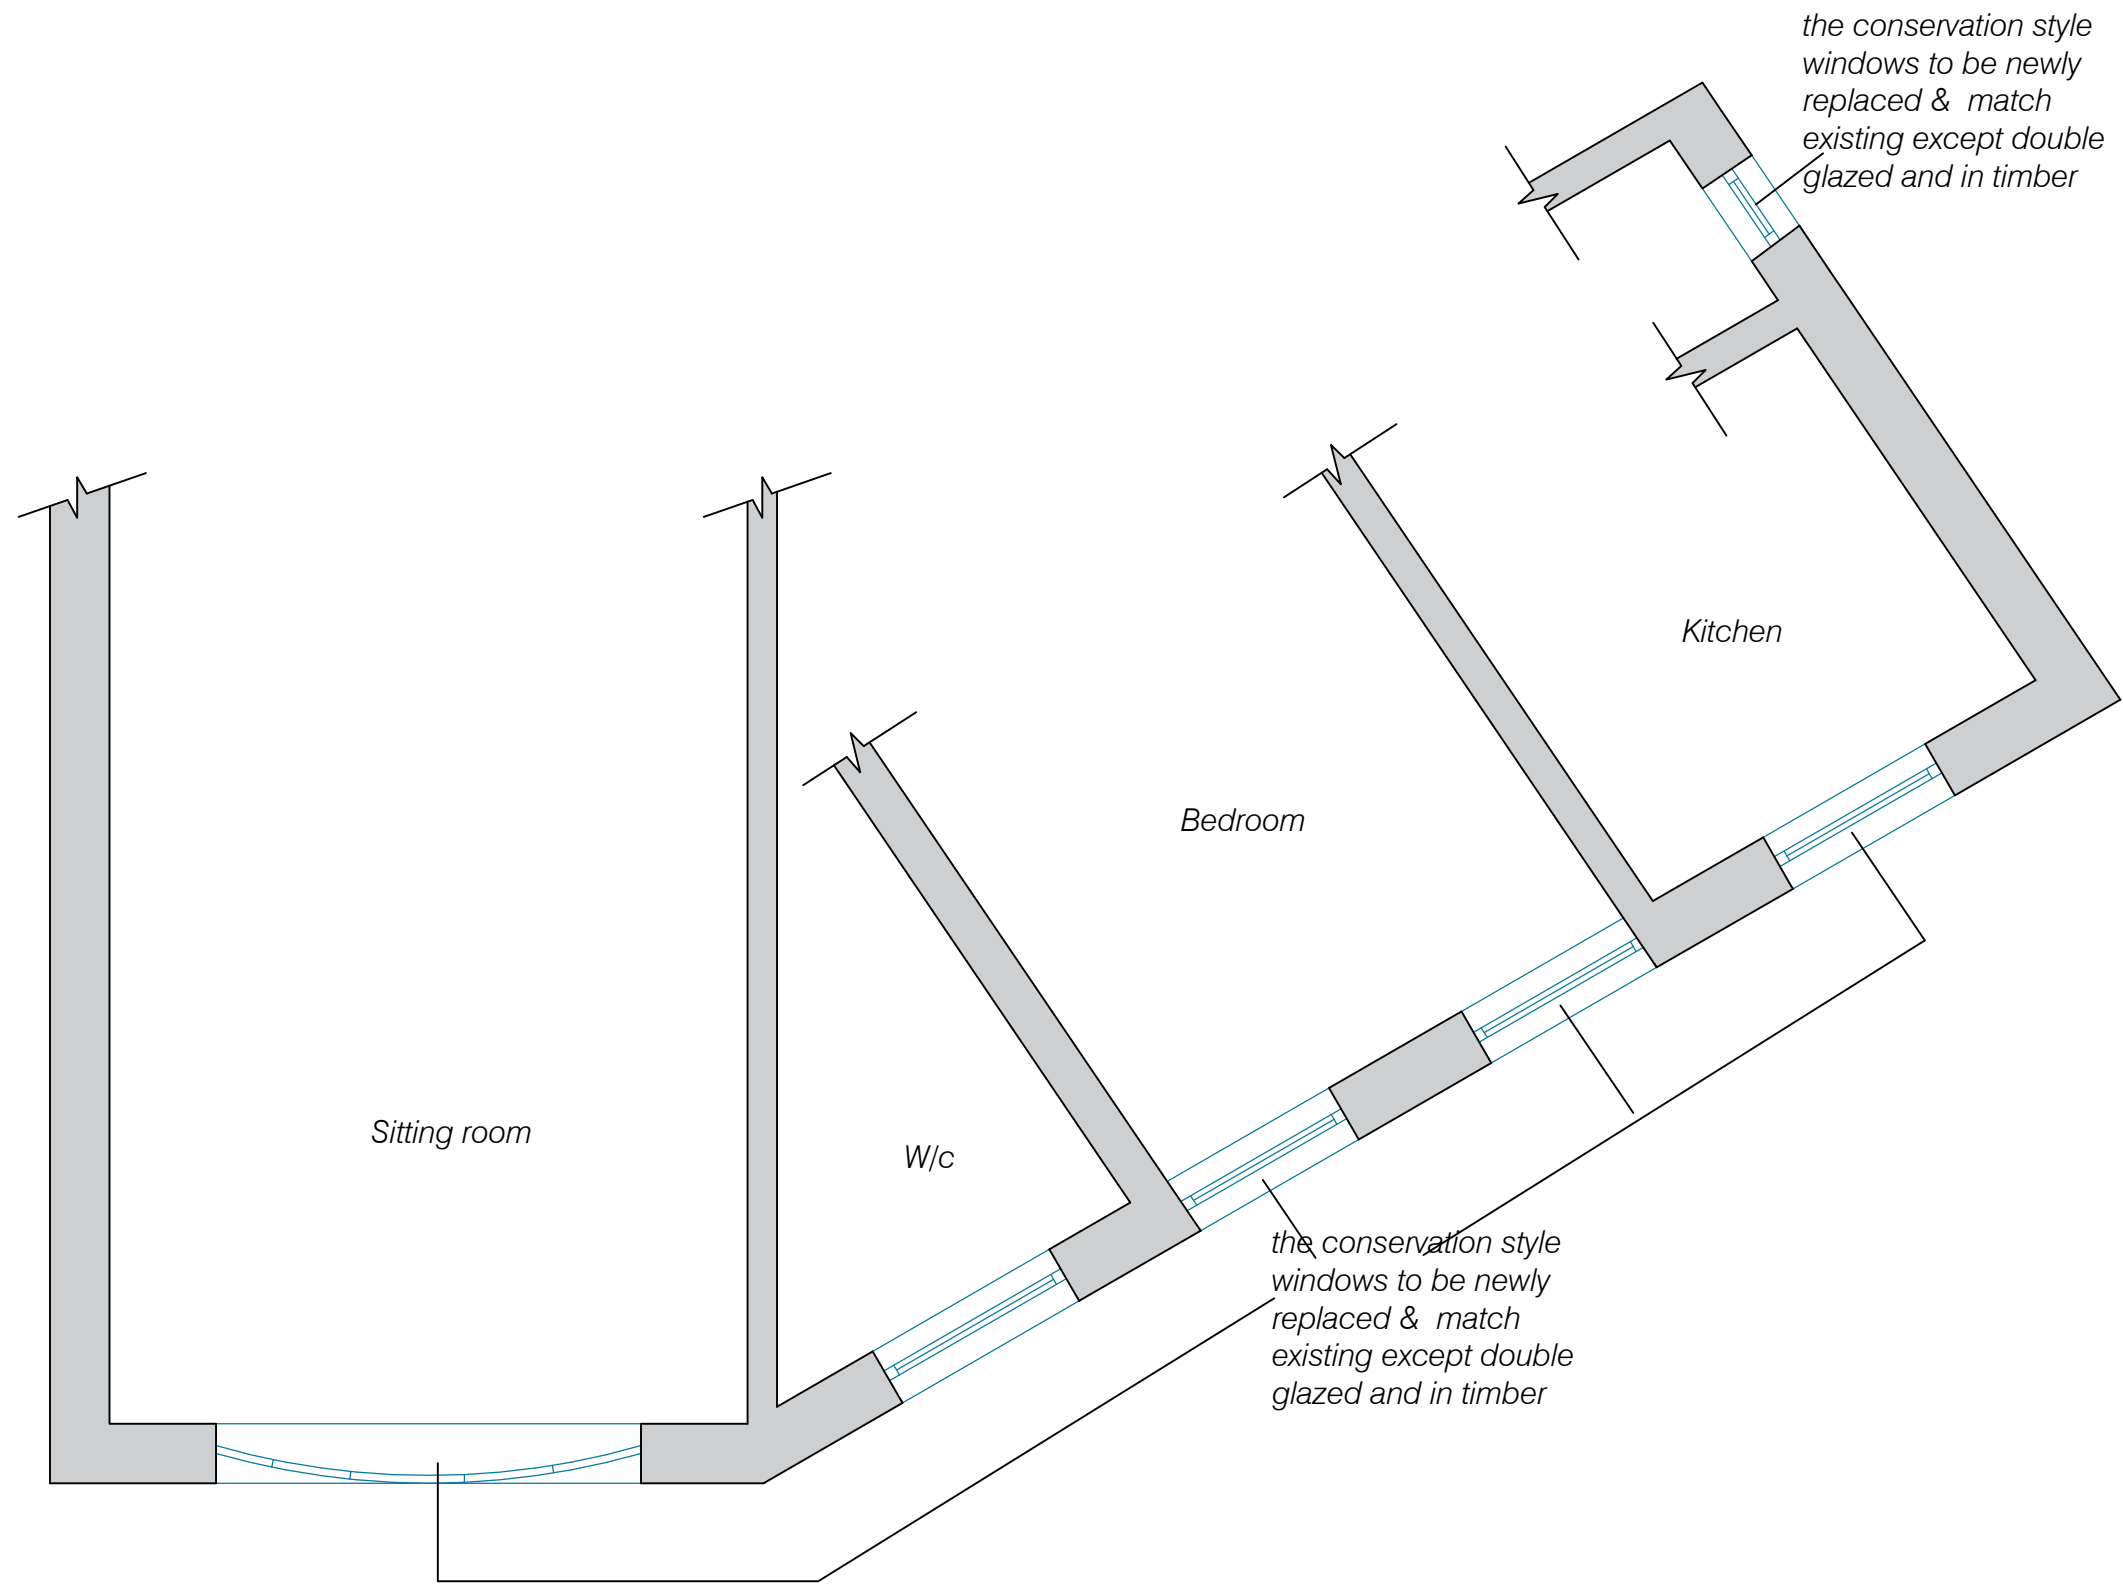 the conservation style
windows to be newly
replaced & match
existing except double
glazed and in timber
Kitchen
Bedroom
Sitting room
W/c
the conservation style
windows to be newly
replaced & match
existing except double
glazed and in timber